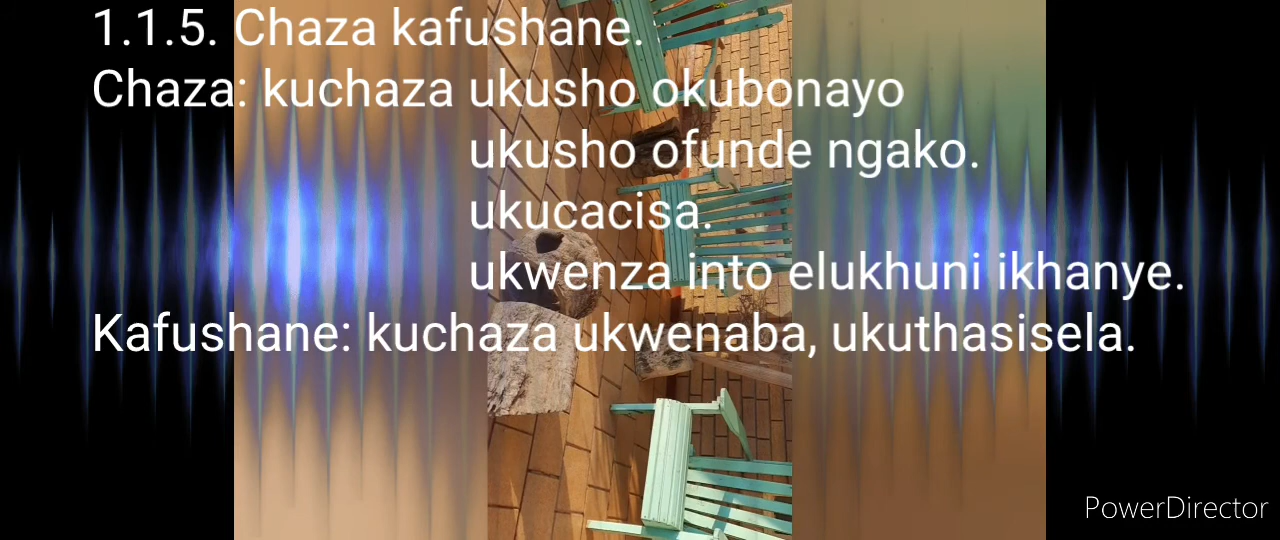 1.1.5. Chaza kafushane.
Chaza: kuchaza ukusho okubonayo
ukusho ofunde ngako.
ukucacisa.
ukwenza into elukhuni ikhanye.
Kafushane: kuchaza ukwenaba, ukuthasisela.
PowerDirector